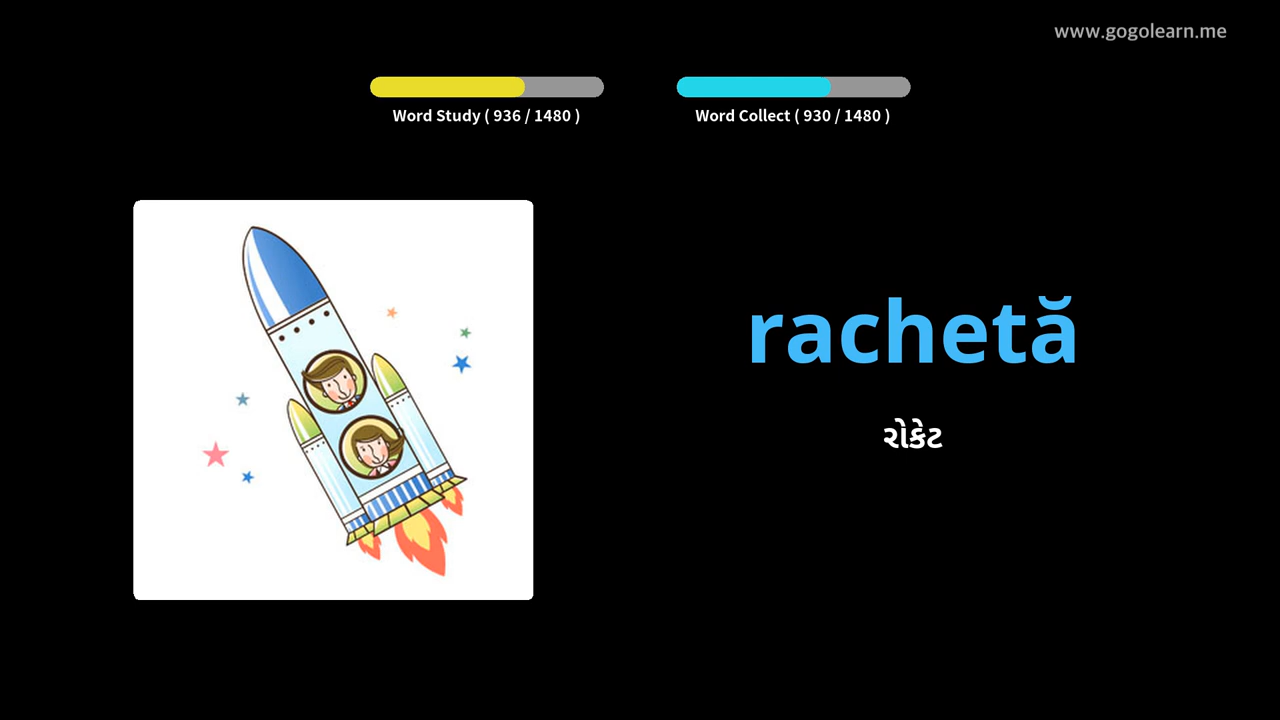 www.gogolearn.me
Word Study ( 936 / 1480 )
Word Collect ( 930 / 1480 )
rachetă
રોકેટ